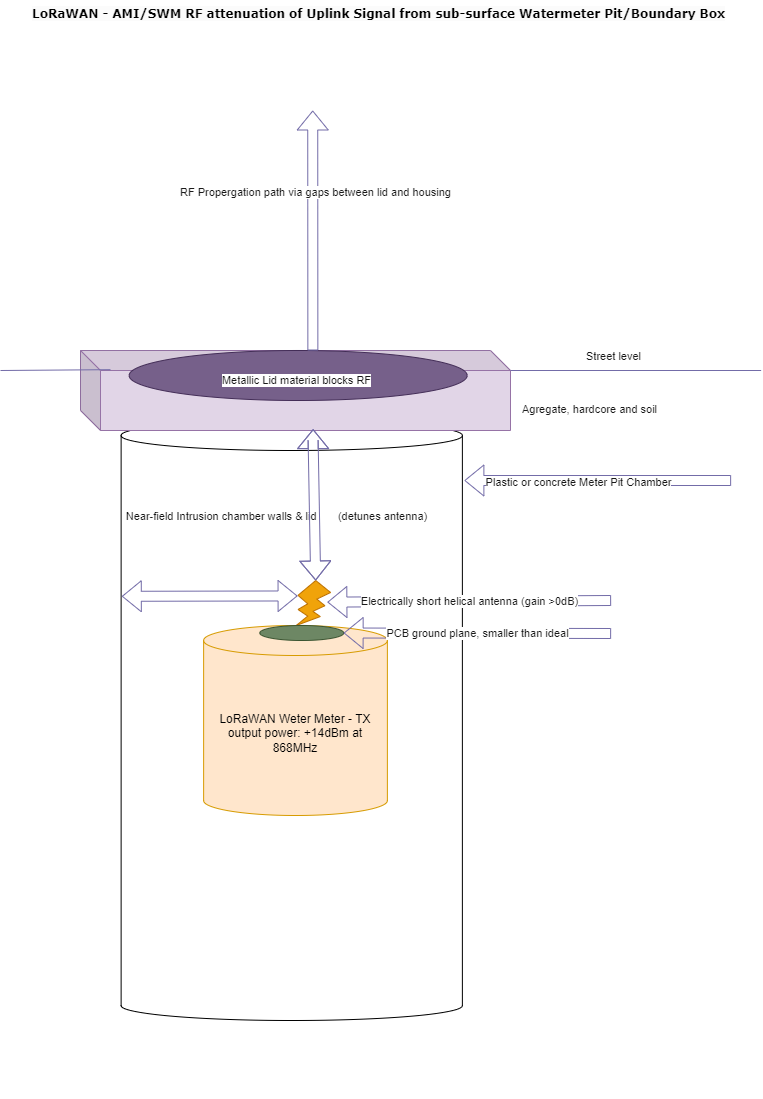 LoRaWAN - AMI/SWM RF attenuation of Uplink Signal from sub-surface Watermeter Pit/Boundary Box
RF Propergation path via gaps between lid and housing
Street level
Metallic Lid material blocks RF
Agregate, hardcore and soil
Plastic or concrete Meter Pit Chamber
Near-field Intrusion chamber walls & lid (detunes antenna)
Electrically short helical antenna (gain >0dB)
PCB ground plane, smaller than ideal
LoRaWAN Weter Meter - TX
output power: +14dBm at
868MHz